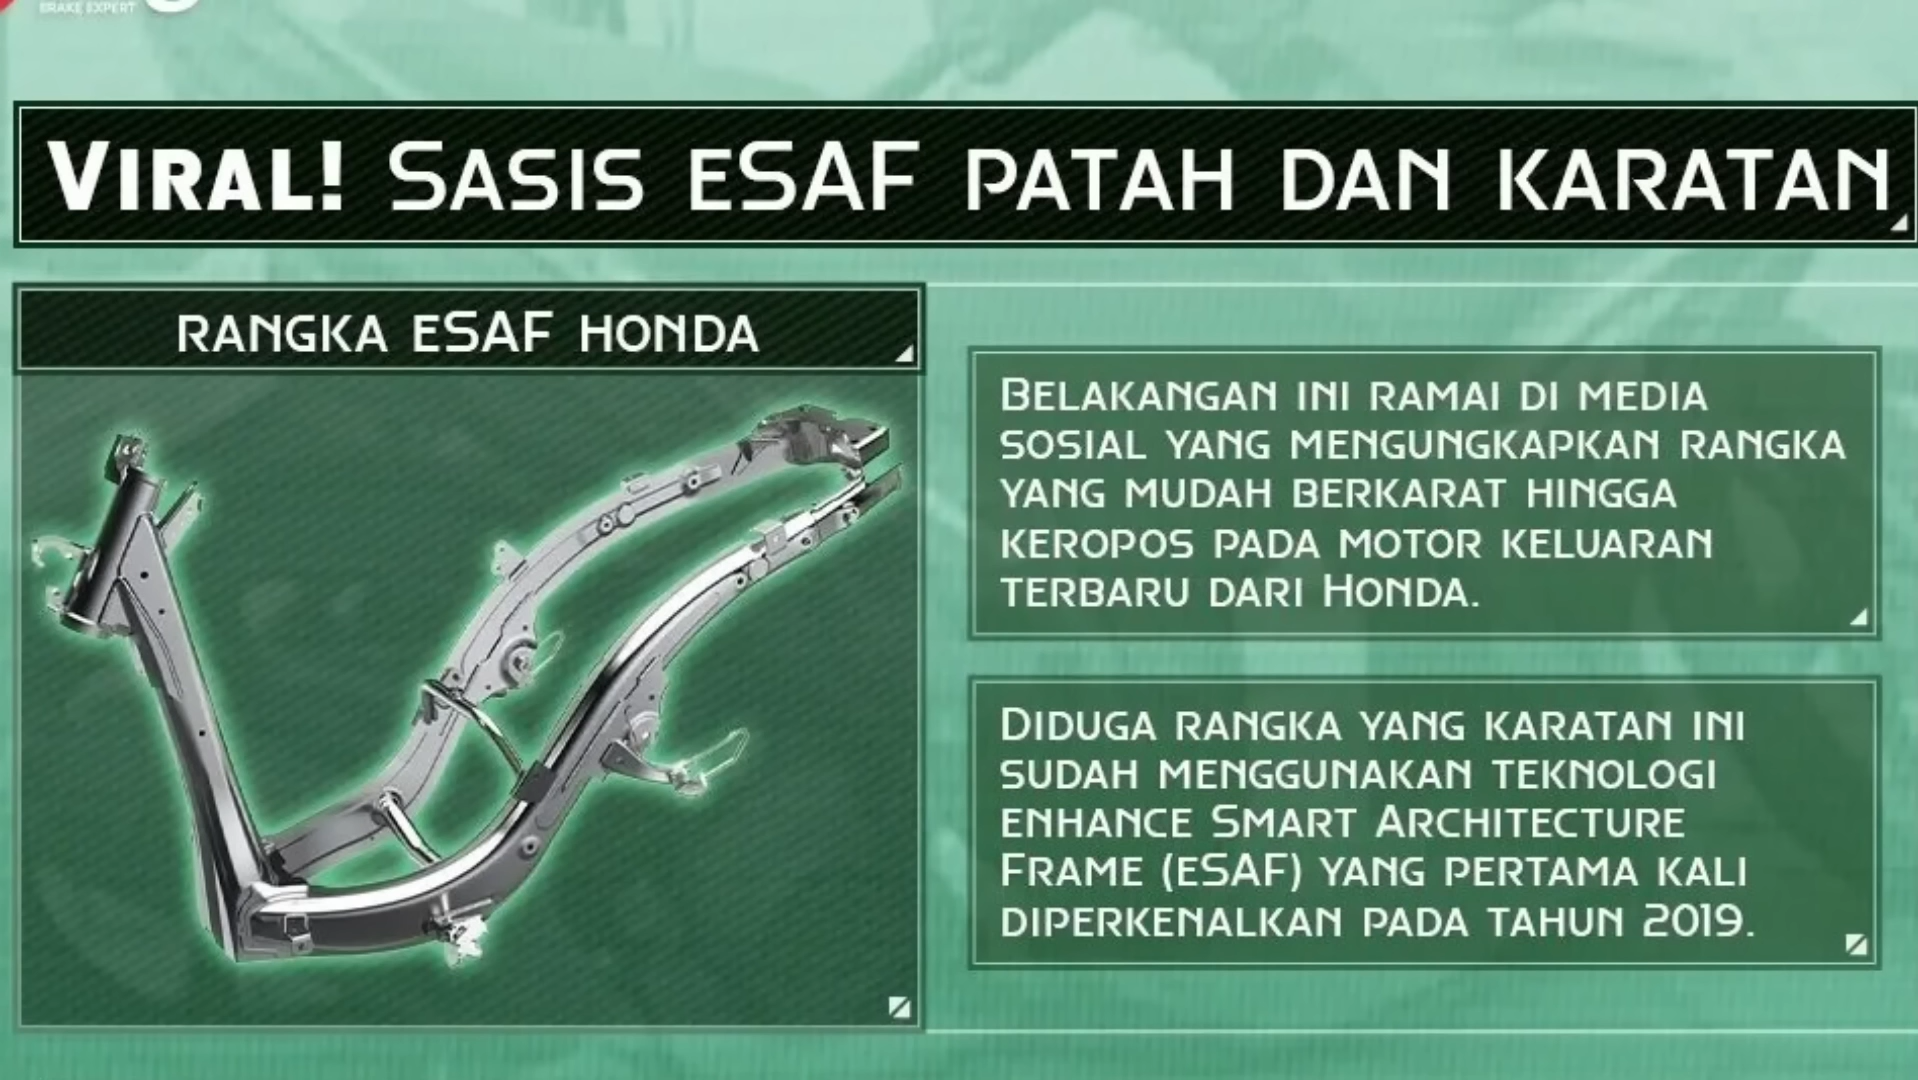 BRAKE EXPERT
VIRAL! SASIS eSAF PATAH DAN KARATAN
RANGKA eSAF HONDA
BELAKANGAN INI RAMAI DI MEDIA
SOSIAL YANG MENGUNGKAPKAN RANGKA
YANG MUDAH BERKARAT HINGGA
KEROPOS PADA MOTOR KELUARAN
TERBARU DARI HONDA.
DIDUGA RANGKA YANG KARATAN INI
SUDAH MENGGUNAKAN TEKNOLOGI
ENHANCE SMART ARCHITECTURE
FRAME (eSAF) YANG PERTAMA KALI
DIPERKENALKAN PADA TAHUN 2019.